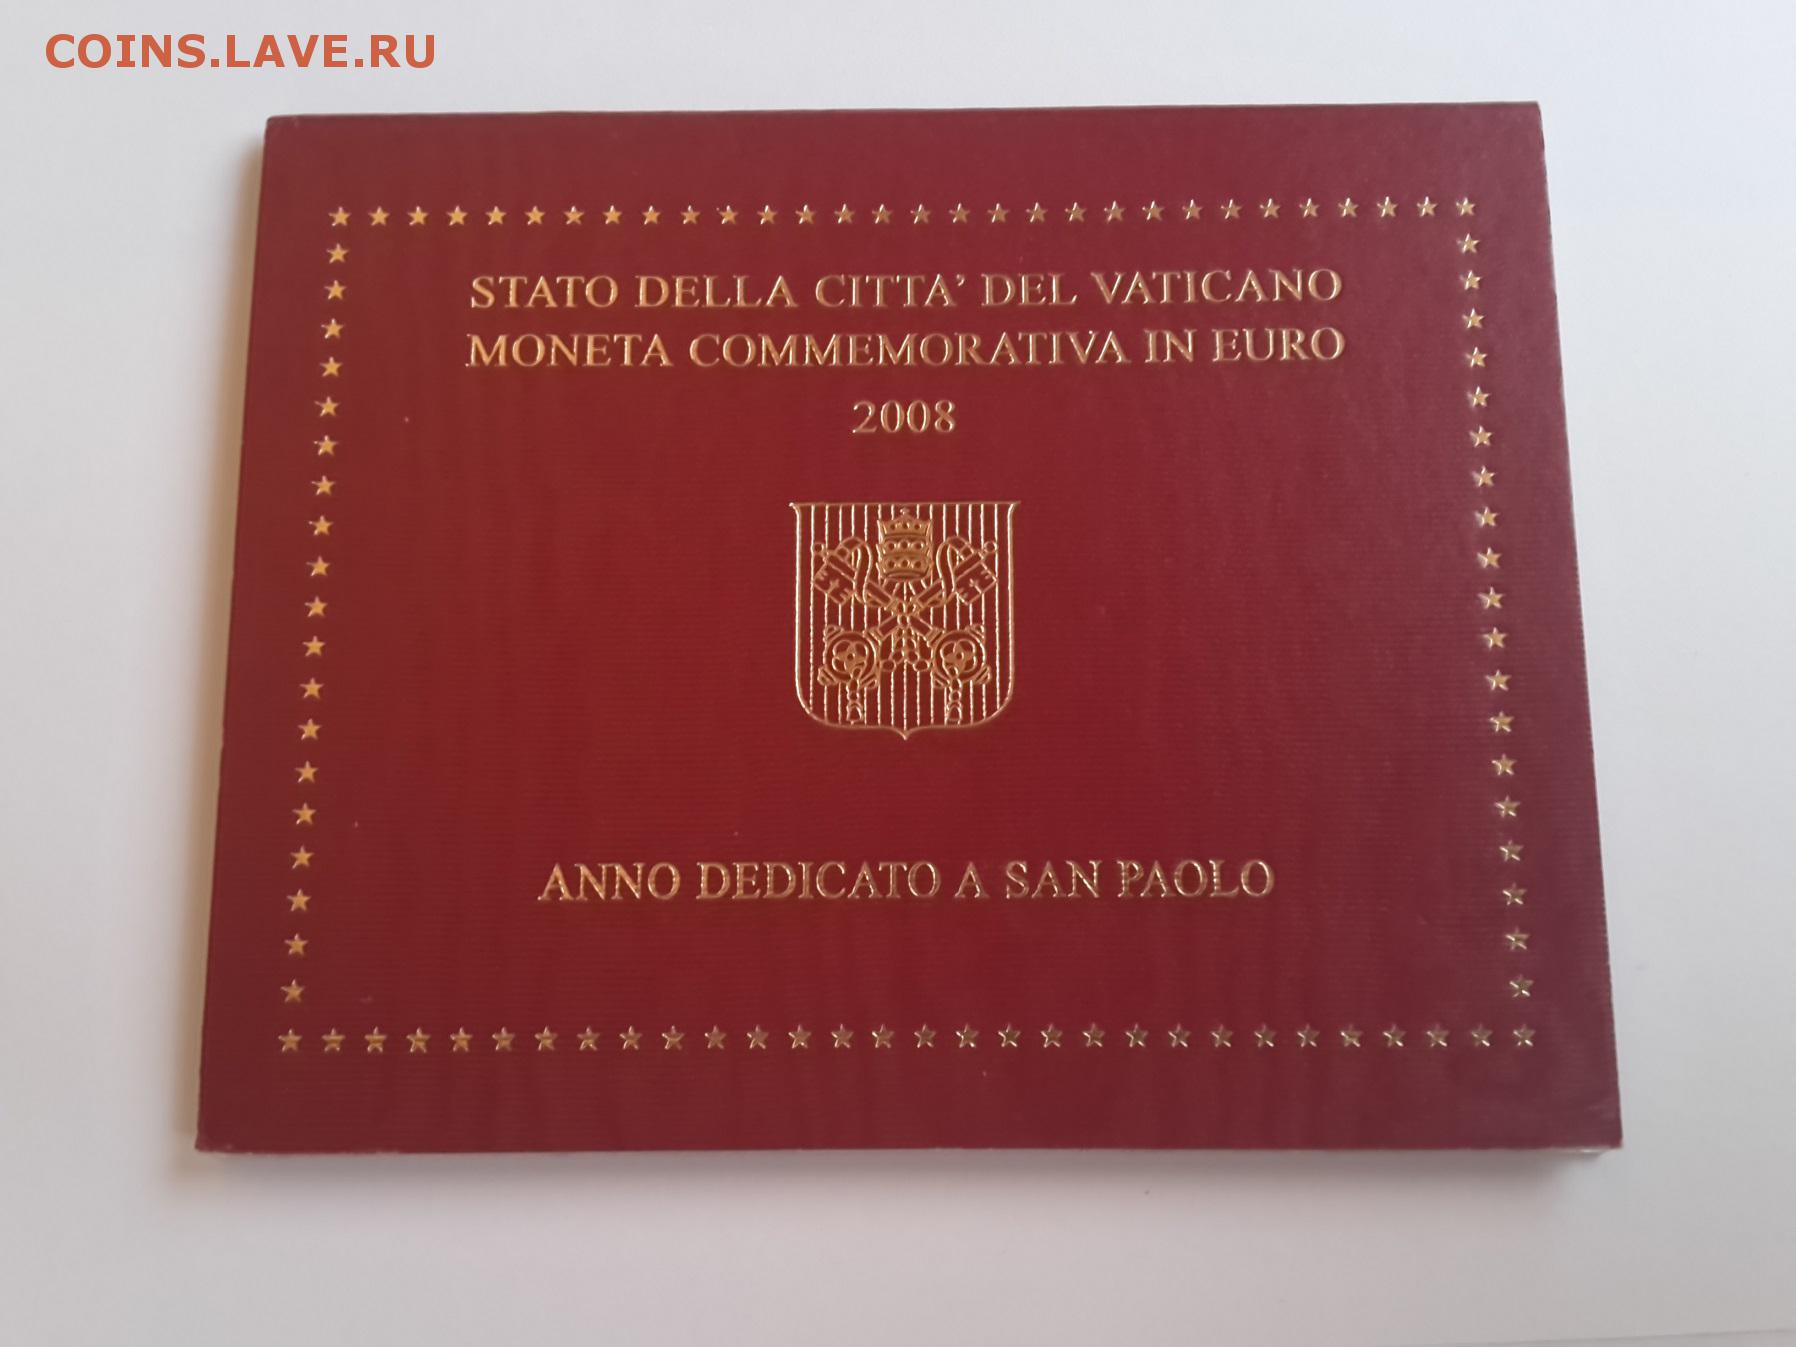 COINS.LAVE.RU
STATO DELLA CITTA' DEL VATICANO
MONETA COMMEMORATIVA IN EURO
2008
ANNO DEDICATO A SAN PAOLO